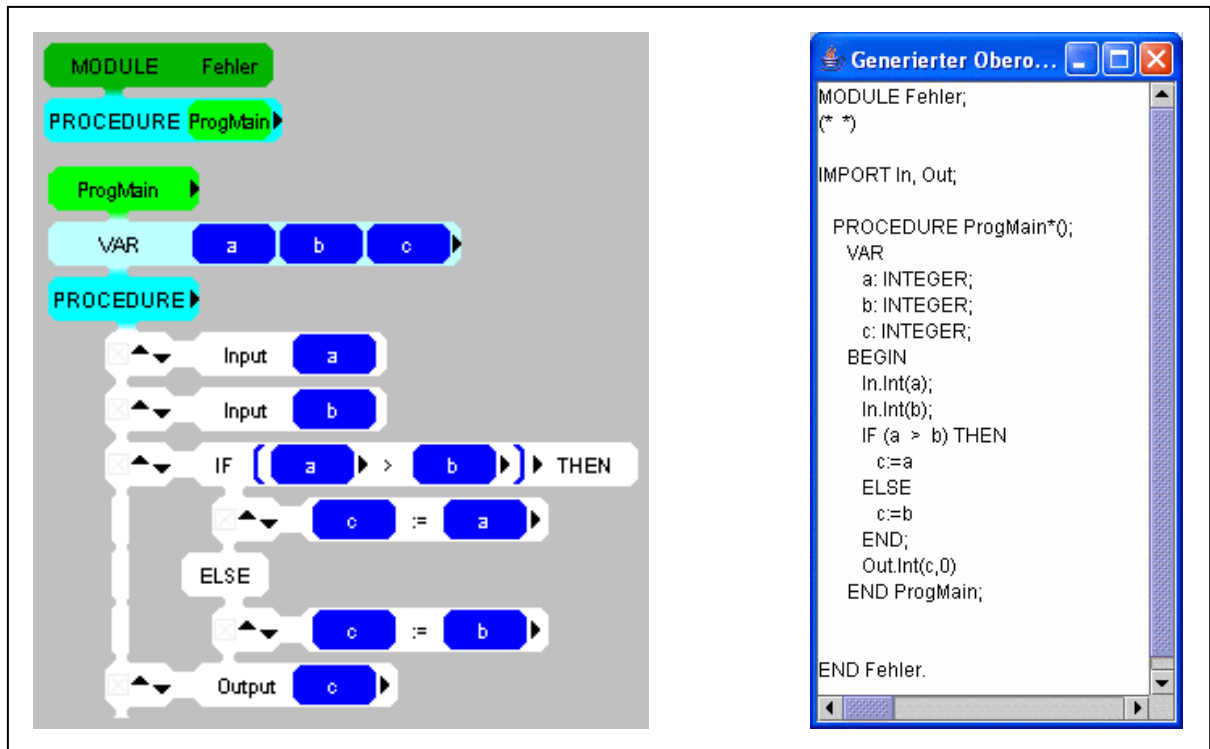 MODULE Fehler
PROCEDURE ProgMain
ProgMain
VAR a b c
PROCEDURE
Input a
Input b
IF ( a > b ) THEN
c := a
ELSE
c := b
Output c
Generierter Obero...
MODULE Fehler;
(* *)
IMPORT In, Out;
PROCEDURE ProgMain*();
VAR
a: INTEGER;
b: INTEGER;
c: INTEGER;
BEGIN
In.Int(a);
In.Int(b);
IF (a > b) THEN
c:=a
ELSE
c:=b
END;
Out.Int(c,0)
END ProgMain;
END Fehler.